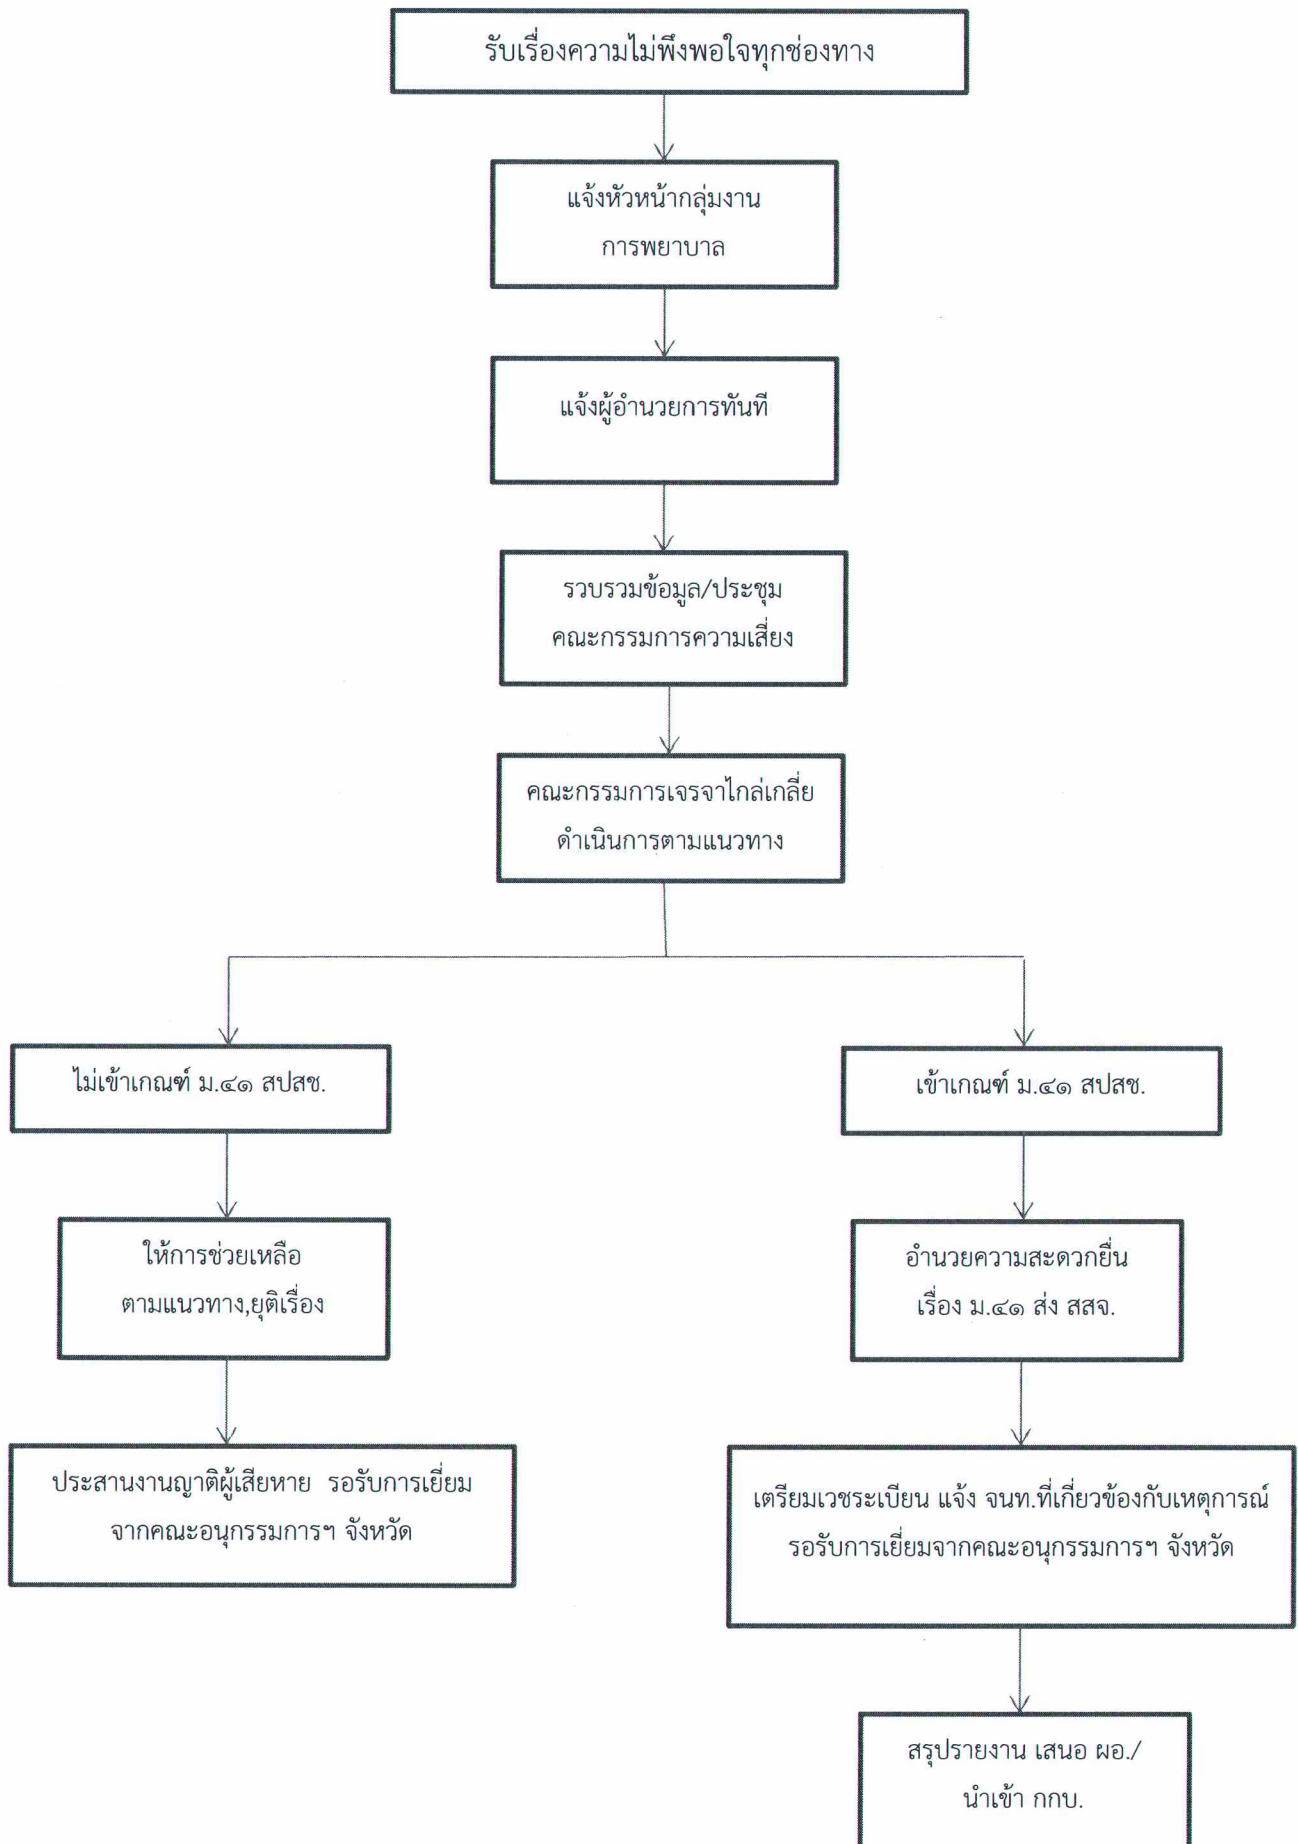 รับเรื่องความไม่พึงพอใจทุกช่องทาง
แจ้งหัวหน้ากลุ่มงาน
การพยาบาล
แจ้งผู้อำนวยการทันที
รวบรวมข้อมูล/ประชุม
คณะกรรมการความเสี่ยง
คณะกรรมการเจรจาไกล่เกลี่ย
ดำเนินการตามแนวทาง
ไม่เข้าเกณฑ์ ม.๔๑ สปสช.
เข้าเกณฑ์ ม.๔๑ สปสช.
ให้การช่วยเหลือ
ตามแนวทาง,ยุติเรื่อง
อำนวยความสะดวกยื่น
เรื่อง ม.๔๑ ส่ง สสจ.
ประสานงานญาติผู้เสียหาย รอรับการเยี่ยม
จากคณะอนุกรรมการฯ จังหวัด
เตรียมเวชระเบียน แจ้ง จนท.ที่เกี่ยวข้องกับเหตุการณ์
รอรับการเยี่ยมจากคณะอนุกรรมการฯ จังหวัด
สรุปรายงาน เสนอ ผอ./
นำเข้า กกบ.